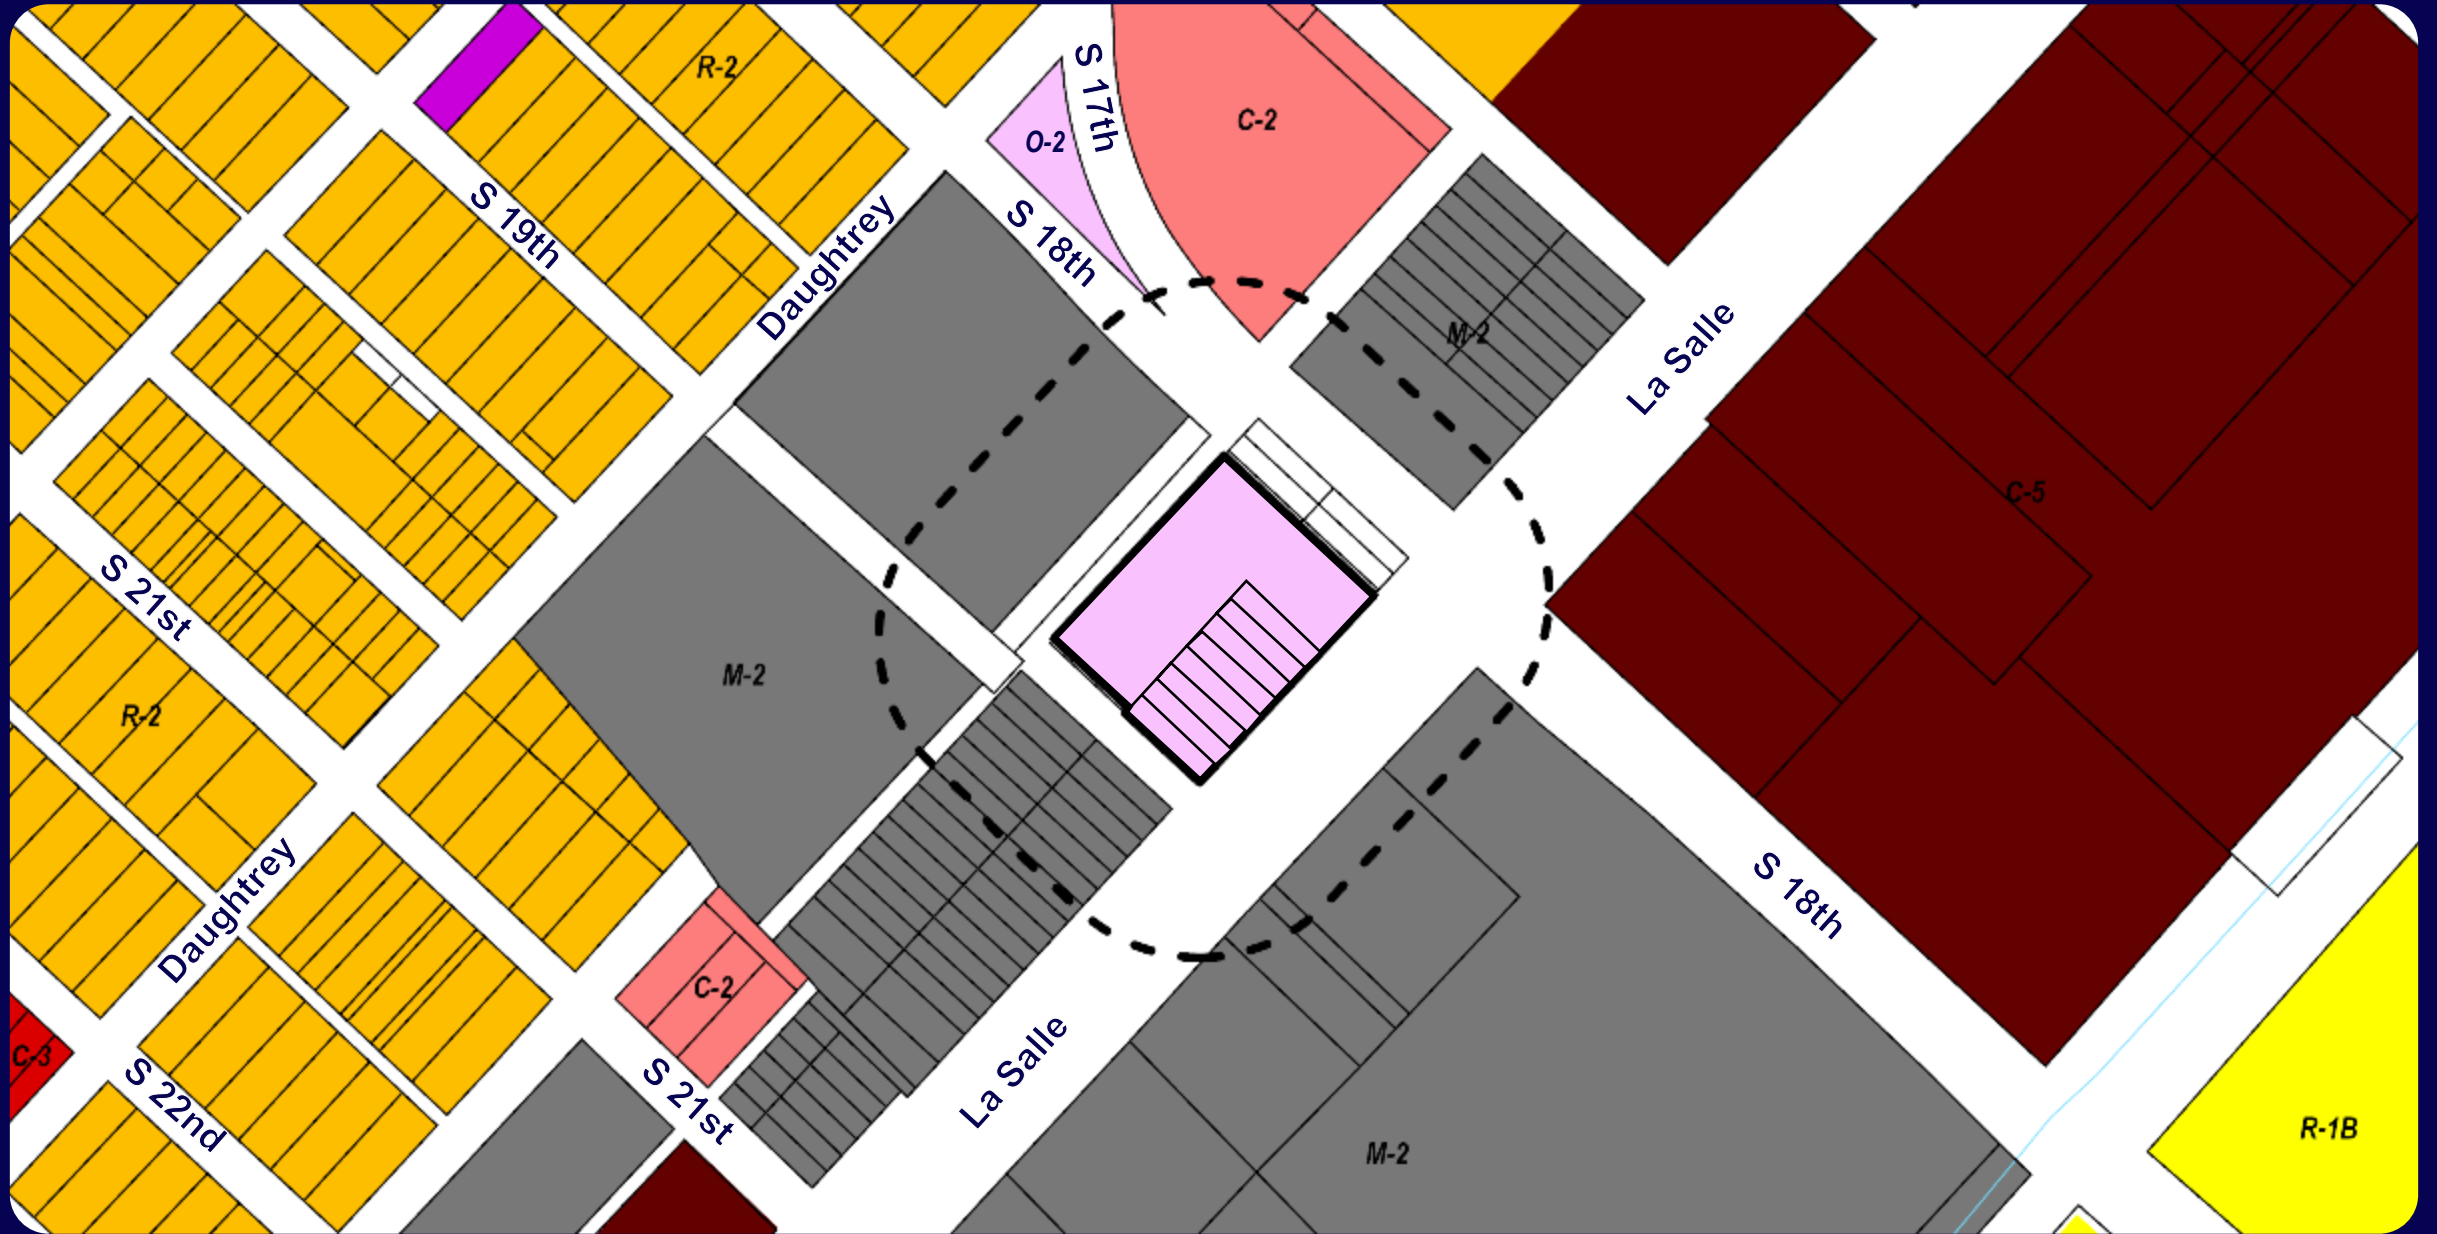 R-2
S 17th
C-2
O-2
S 19th
S 18th
Daughtrey
M-2
La Salle
C-5
S 21st
M-2
R-2
Daughtrey
S 18th
C-2
C-3
S 22nd
S 21st
La Salle
M-2
R-1B